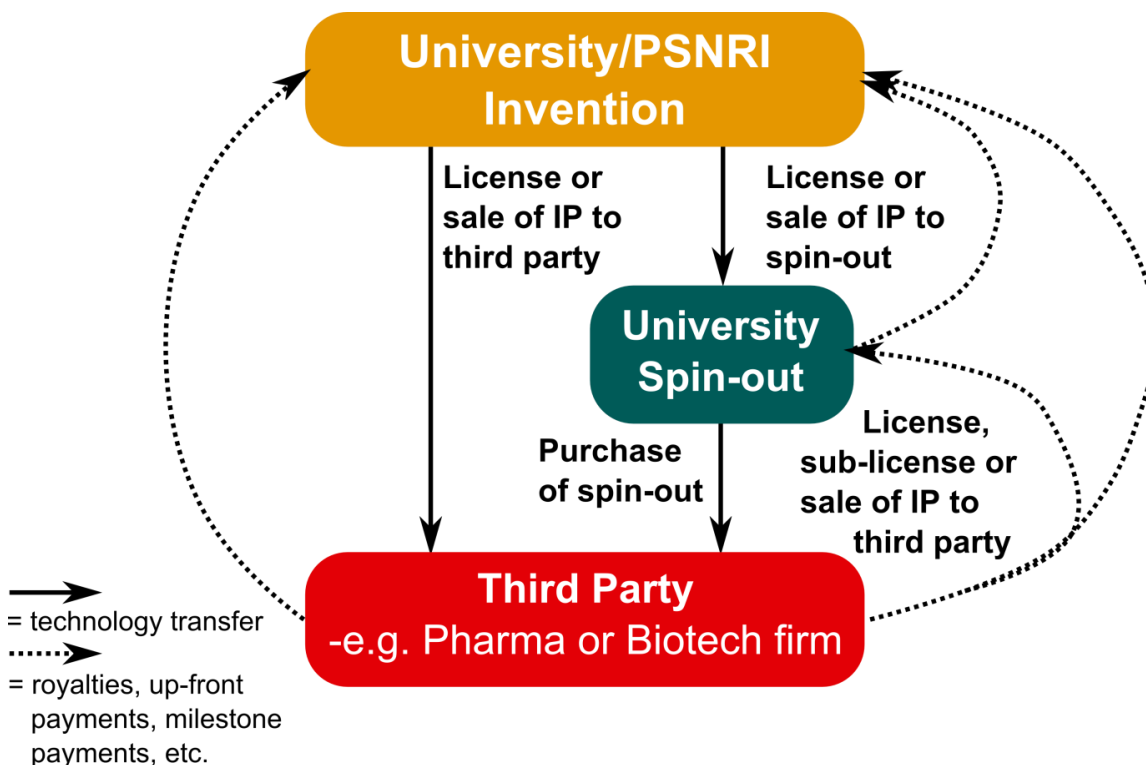 University/PSNRI
Invention
License or
sale of IP to
third party
License or
sale of IP to
spin-out
University
Spin-out
Purchase
of spin-out
License,
sub-license or
sale of IP to
third party
Third Party
-e.g. Pharma or Biotech firm
= technology transfer
= royalties, up-front
payments, milestone
payments, etc.